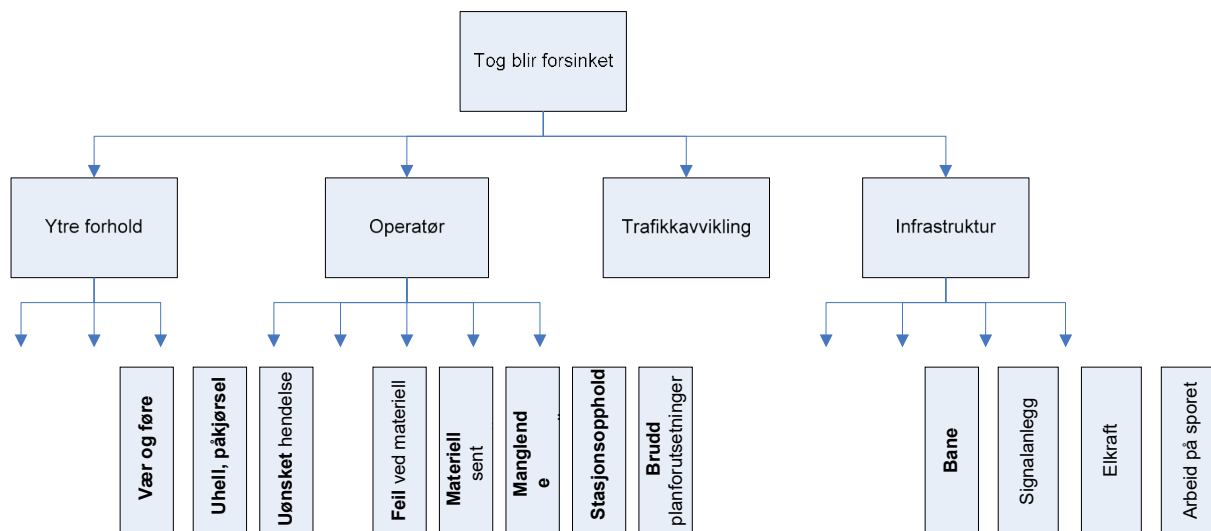 Tog blir forsinket
Ytre forhold
Operatør
Trafikkavvikling
Infrastruktur
Vær og føre
Uhell, påkjørsel
Uønsket hendelse
Feil ved materiell
Materiell
sent
Manglend
e
Stasjonsopphold
Brudd
planforutsetninger
Bane
Signalanlegg
Elkraft
Arbeid på sporet